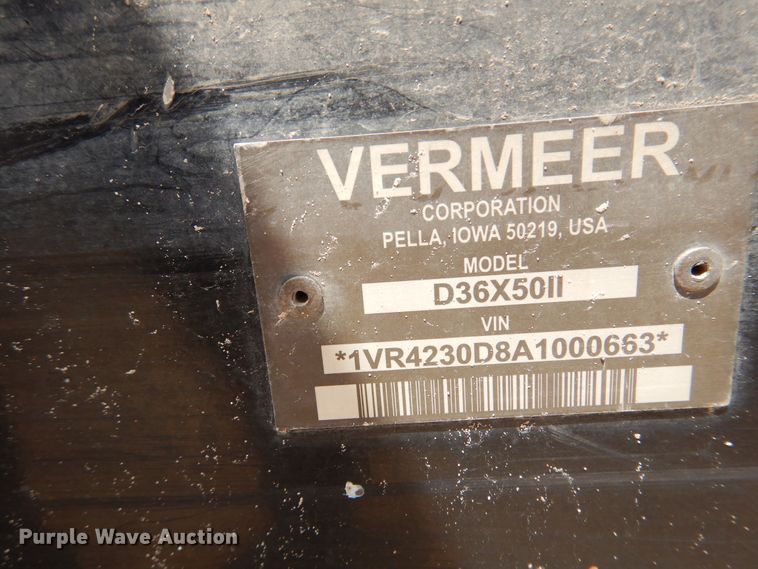 VERMEER
CORPORATION
PELLA, IOWA 50219, USA
MODEL
D36X50II
VIN
*1VR4230D8A1000663*
Purple Wave Auction